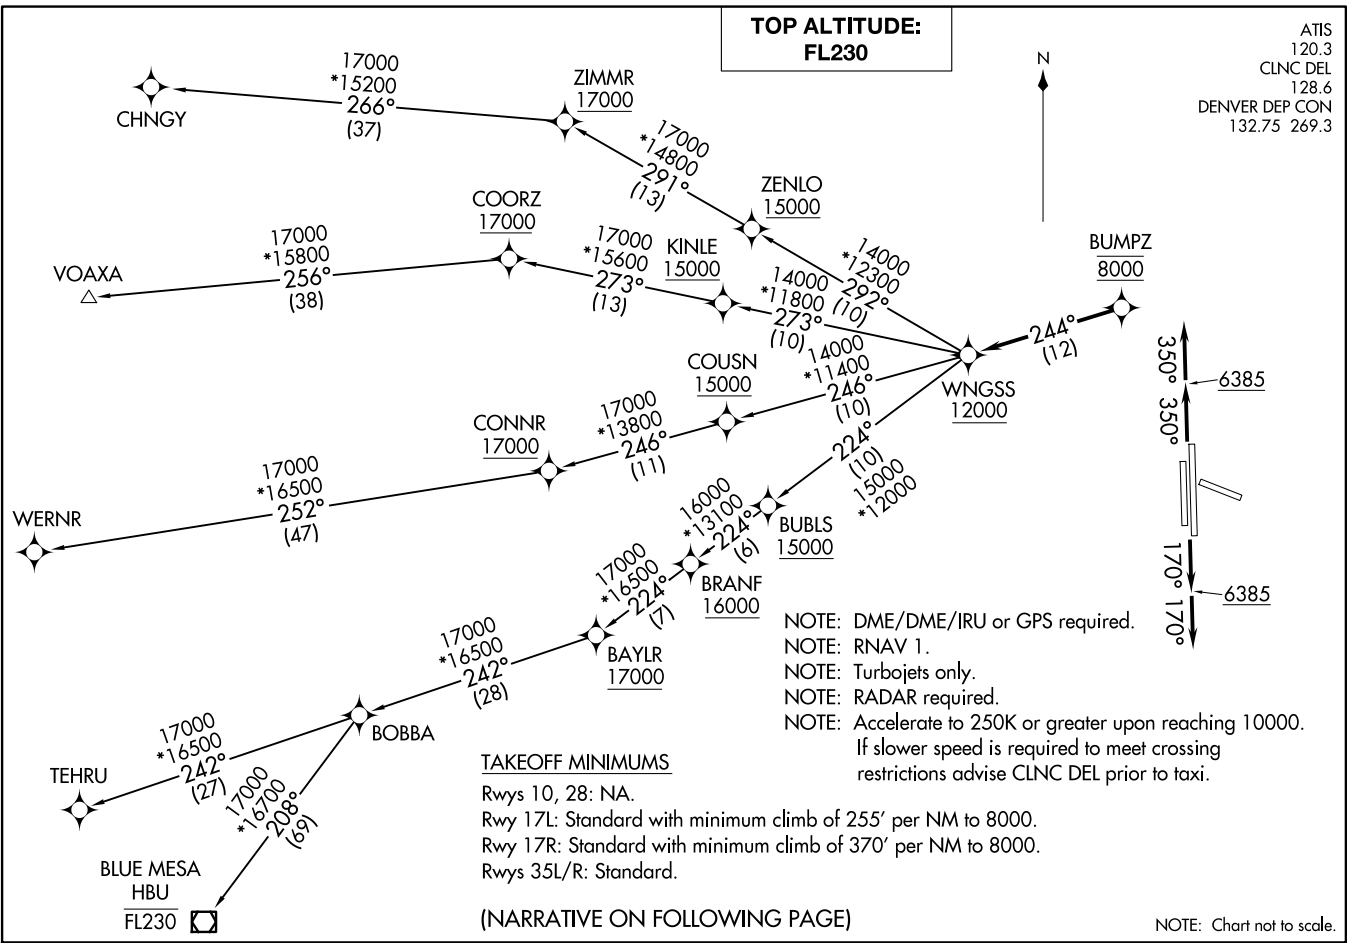 TOP ALTITUDE:
FL230
ATIS
120.3
CLNC DEL
128.6
DENVER DEP CON
132.75 269.3
N
CHNGY
17000
*15200
266°
(37)
ZIMMR
17000
17000
*14800
291°
(13)
ZENLO
15000
14000
*12300
292°
(10)
VOAXA
17000
*15800
256°
(38)
COORZ
17000
17000
*15600
273°
(13)
KINLE
15000
14000
*11800
273°
(10)
BUMPZ
8000
244°
(12)
WNGSS
12000
14000
*11400
246°
(10)
COUSN
15000
17000
*13800
246°
(11)
CONNR
17000
17000
*16500
252°
(47)
WERNR
224°
(10)
15000
*12000
BUBLS
15000
16000
*13100
224°
(6)
BRANF
16000
17000
*16500
224°
(7)
BAYLR
17000
17000
*16500
242°
(28)
BOBBA
17000
*16500
242°
(27)
TEHRU
17000
*16700
208°
(69)
BLUE MESA
HBU
FL230
350°
6385
350°
170°
6385
170°
NOTE: DME/DME/IRU or GPS required.
NOTE: RNAV 1.
NOTE: Turbojets only.
NOTE: RADAR required.
NOTE: Accelerate to 250K or greater upon reaching 10000.
If slower speed is required to meet crossing
restrictions advise CLNC DEL prior to taxi.
TAKEOFF MINIMUMS
Rwys 10, 28: NA.
Rwy 17L: Standard with minimum climb of 255' per NM to 8000.
Rwy 17R: Standard with minimum climb of 370' per NM to 8000.
Rwys 35L/R: Standard.
(NARRATIVE ON FOLLOWING PAGE)
NOTE: Chart not to scale.